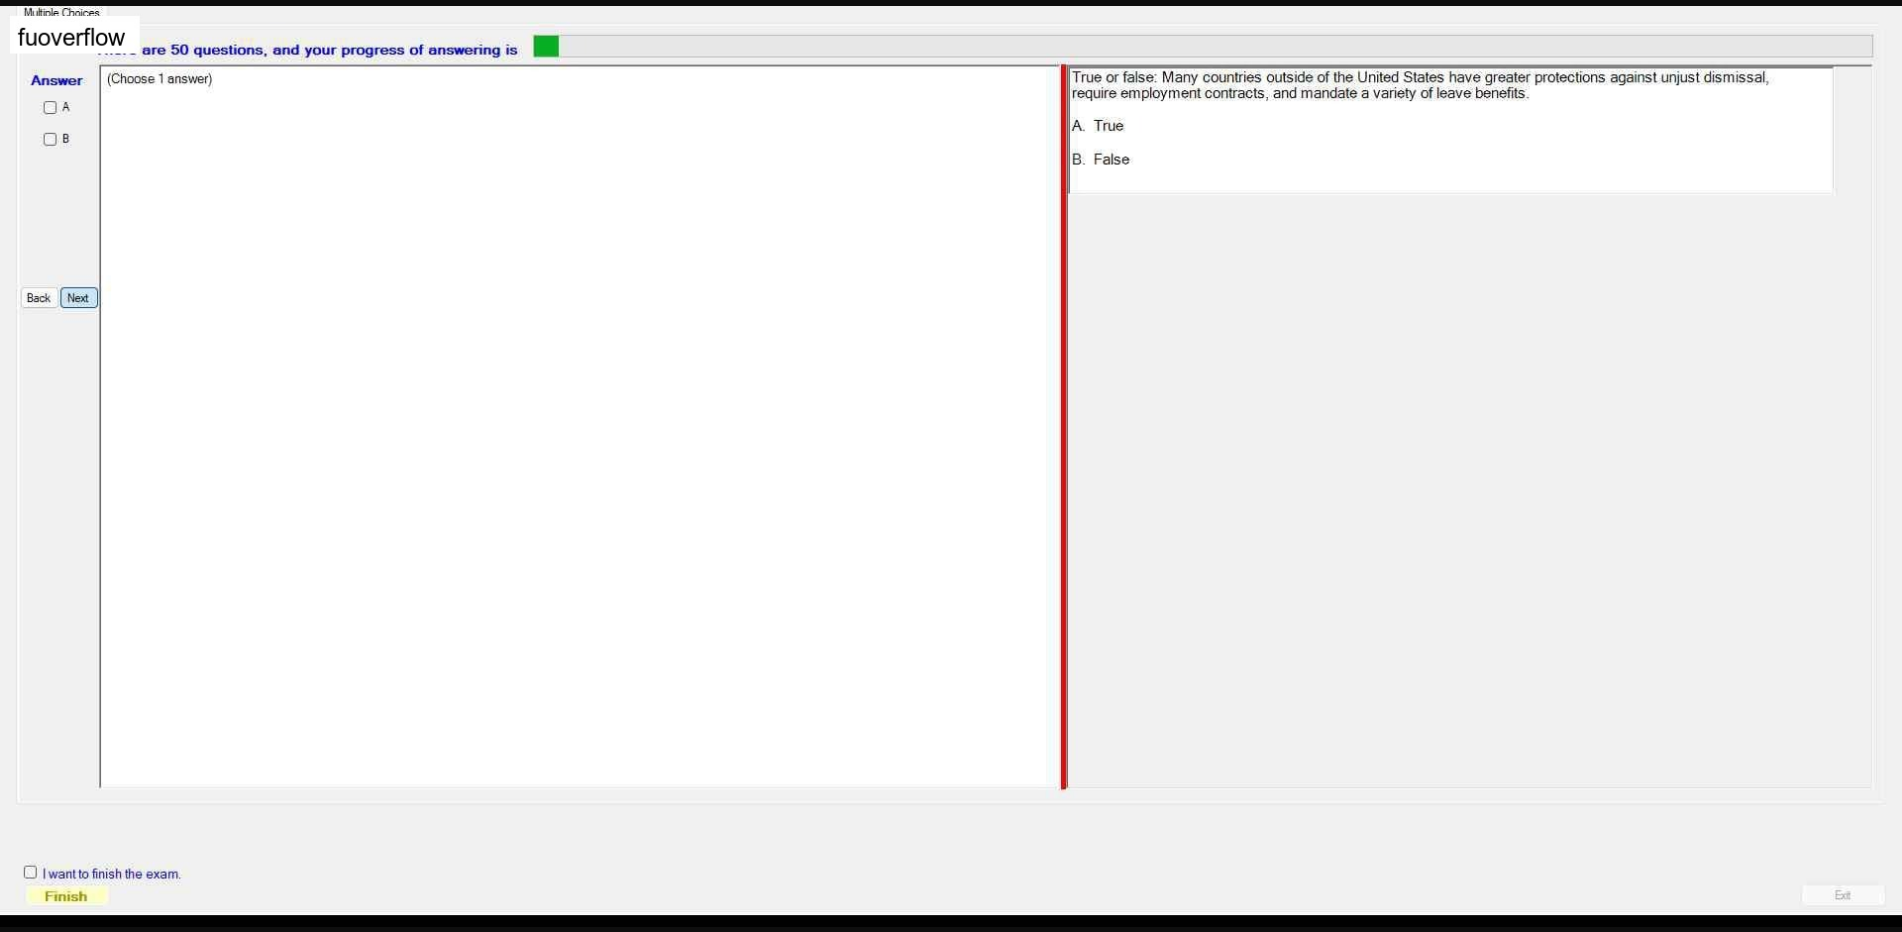 Multiple Choices
fuoverflow
are 50 questions, and your progress of answering is
Answer
(Choose 1 answer)
A
B
Back
Next
True or false: Many countries outside of the United States have greater protections against unjust dismissal,
require employment contracts, and mandate a variety of leave benefits.
A. True
B. False
I want to finish the exam.
Finish
Exit